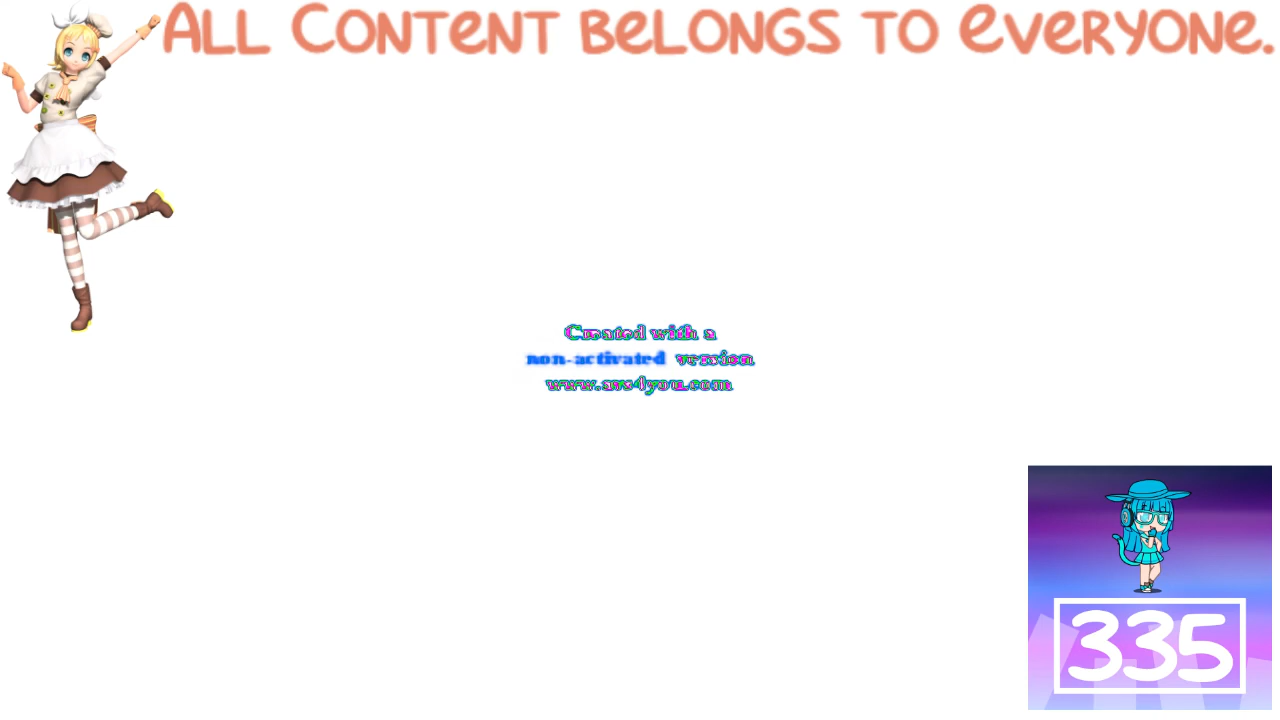 All Content belongs to everyone.
Created with a
non-activated version
www.avs4you.com
335